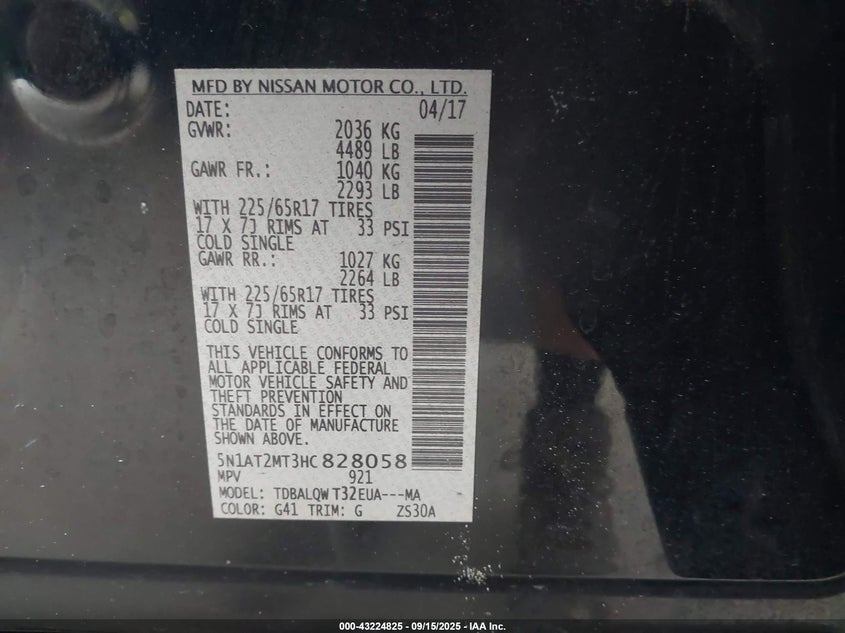 MFD BY NISSAN MOTOR CO., LTD.
DATE: 04/17
GVWR: 2036 KG
4489 LB
GAWR FR.: 1040 KG
2293 LB
WITH 225/65R17 TIRES
17 X 7J RIMS AT 33 PSI
COLD SINGLE
GAWR RR.: 1027 KG
2264 LB
WITH 225/65R17 TIRES
17 X 7J RIMS AT 33 PSI
COLD SINGLE
THIS VEHICLE CONFORMS TO
ALL APPLICABLE FEDERAL
MOTOR VEHICLE SAFETY AND
THEFT PREVENTION
STANDARDS IN EFFECT ON
THE DATE OF MANUFACTURE
SHOWN ABOVE.
5N1AT2MT3HC828058
MPV 921
MODEL: TDBALQW T32EUA---MA
COLOR: G41 TRIM: G ZS30A
000-43224825 - 09/15/2025 - IAA Inc.